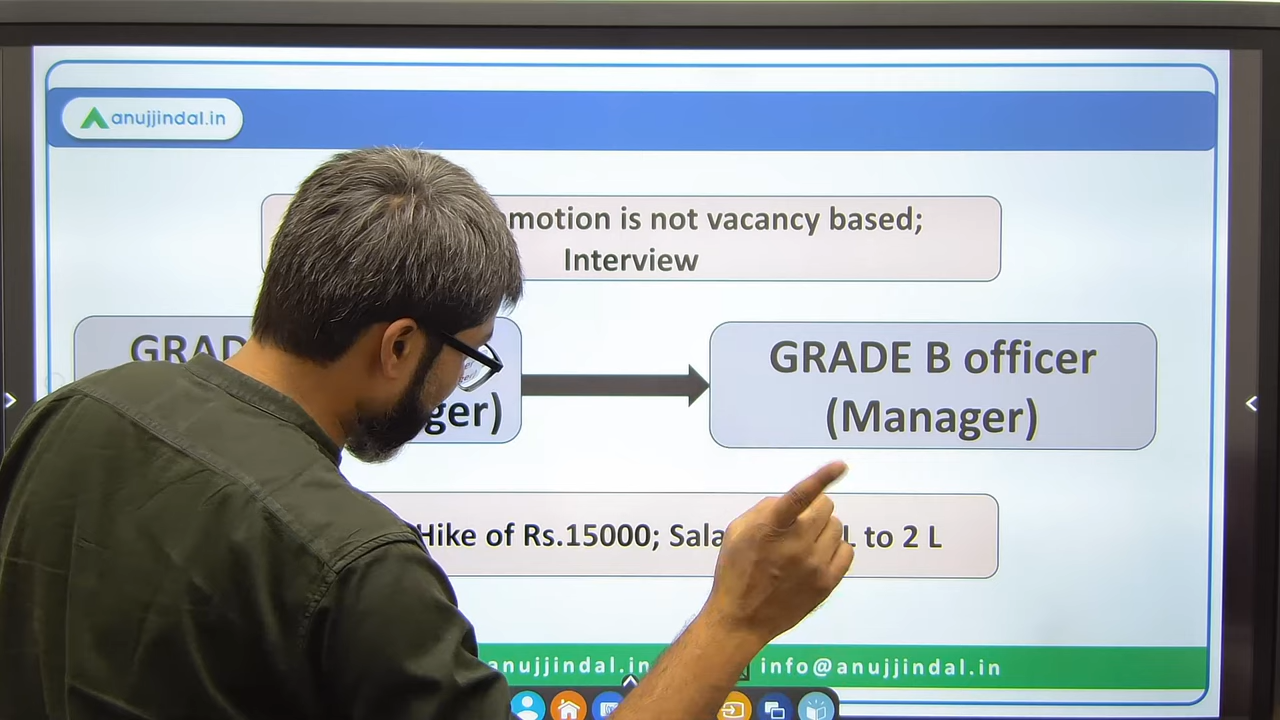 anujjindal.in
motion is not vacancy based;
Interview
GRAD
ger)
GRADE B officer
(Manager)
Hike of Rs.15000; Sala L to 2 L
anujjindal.in
info@anujjindal.in